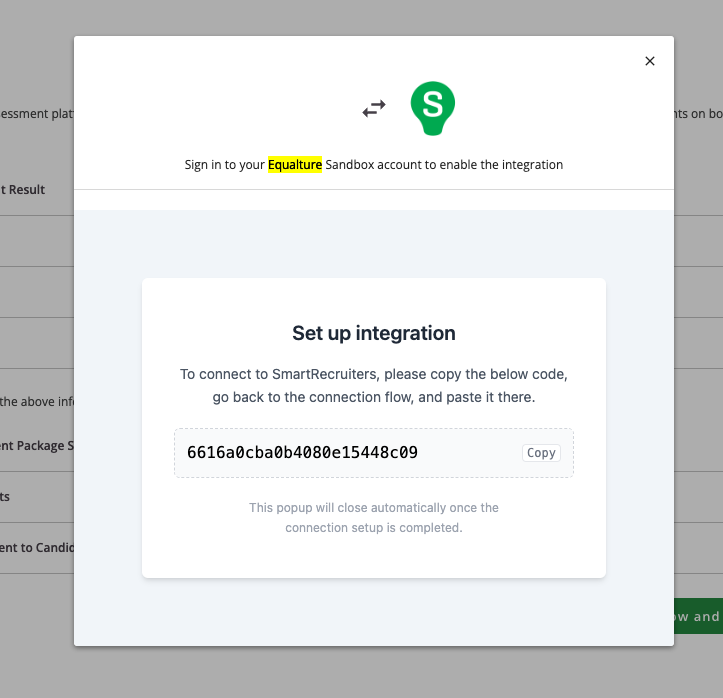 essment plat
nts on bo
S
Sign in to your Equalture Sandbox account to enable the integration
t Result
Set up integration
To connect to SmartRecruiters, please copy the below code,
go back to the connection flow, and paste it there.
the above info
6616a0cba0b4080e15448c09
Copy
ent Package S
ts
This popup will close automatically once the
connection setup is completed.
ent to Candid
ow and